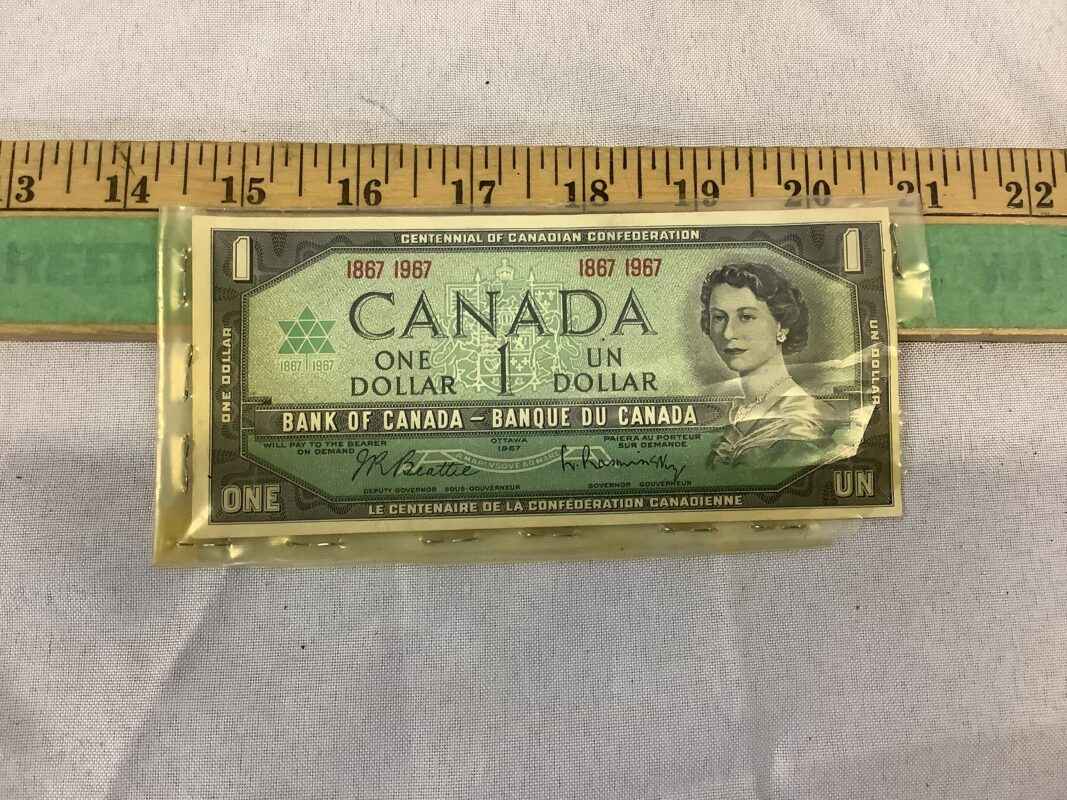 13 14 15 16 17 18 19 20 21 22
1 CENTENNIAL OF CANADIAN CONFEDERATION 1
1867 1967 1867 1967
CANADA
ONE DOLLAR
1
UN DOLLAR
1867 1967
ONE DOLLAR
UN DOLLAR
BANK OF CANADA – BANQUE DU CANADA
WILL PAY TO THE BEARER
ON DEMAND
OTTAWA
1967
PAIERA AU PORTEUR
SUR DEMANDE
J.R. Beattie
L. Rasminsky
DEPUTY GOVERNOR SOUS-GOUVERNEUR
GOVERNOR GOUVERNEUR
ONE
UN
LE CENTENAIRE DE LA CONFÉDÉRATION CANADIENNE